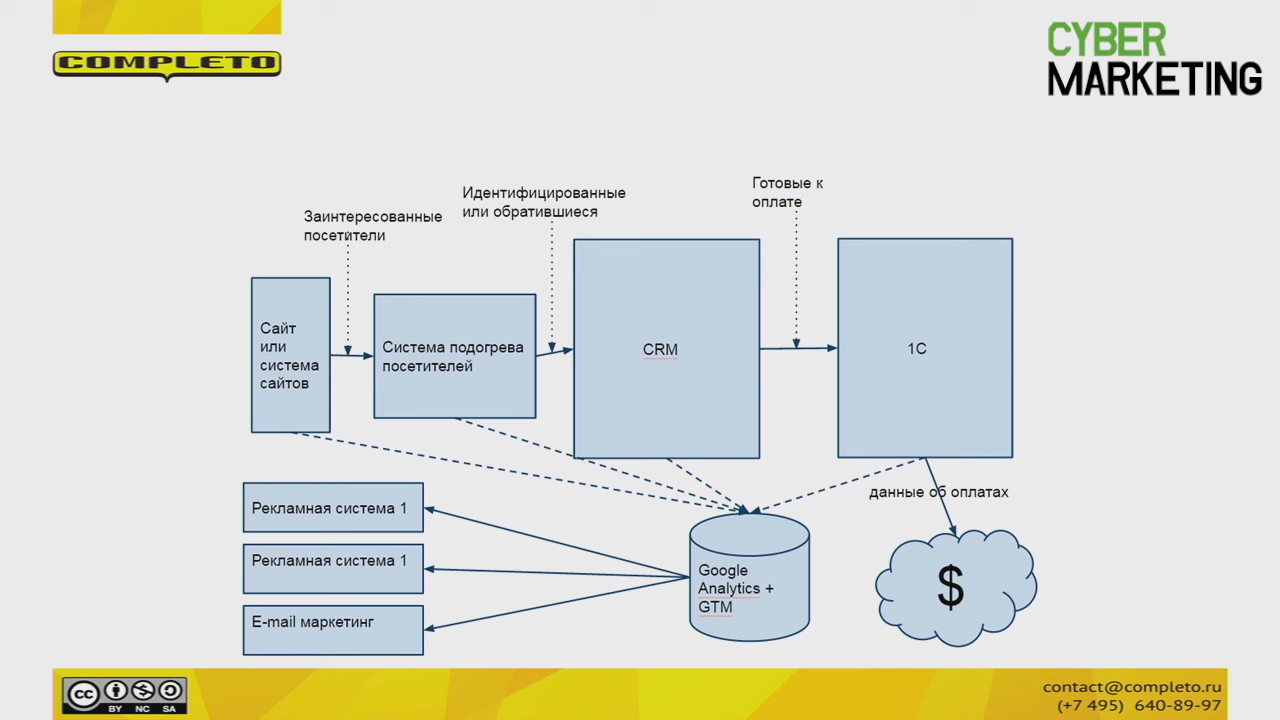 COMPLETO
CYBER
MARKETING
Готовые к
оплате
Идентифицированные
или обратившиеся
Заинтересованные
посетители
Сайт
или
система
сайтов
Система подогрева
посетителей
CRM
1С
данные об оплатах
Рекламная система 1
Рекламная система 1
E-mail маркетинг
Google
Analytics +
GTM
$
cc
BY NC SA
contact@completo.ru
(+7 495) 640-89-97